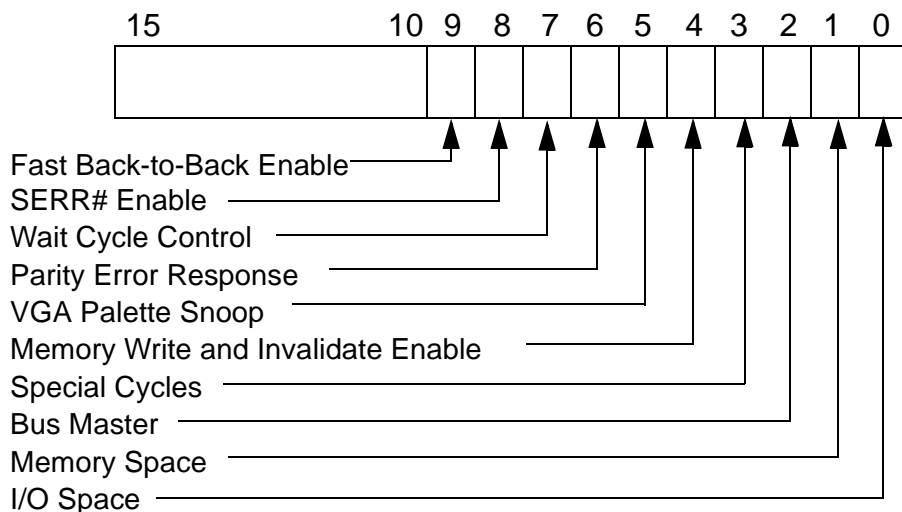 15 10 9 8 7 6 5 4 3 2 1 0
Fast Back-to-Back Enable
SERR# Enable
Wait Cycle Control
Parity Error Response
VGA Palette Snoop
Memory Write and Invalidate Enable
Special Cycles
Bus Master
Memory Space
I/O Space